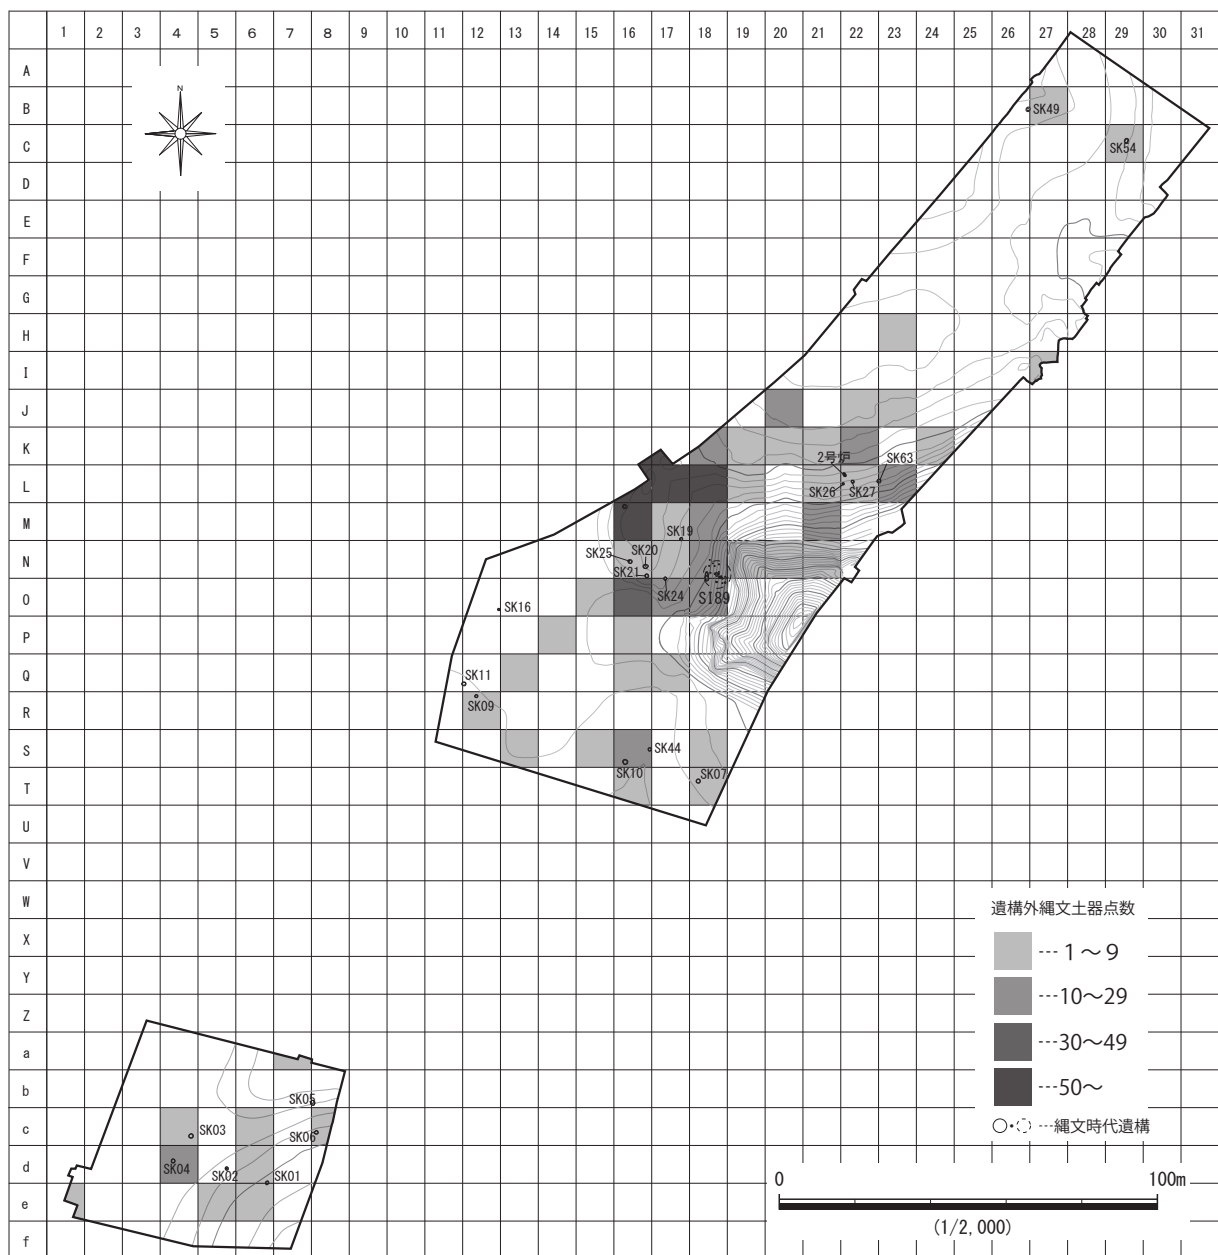 1 2 3 4 5 6 7 8 9 10 11 12 13 14 15 16 17 18 19 20 21 22 23 24 25 26 27 28 29 30 31
A
N
B
SK49
C
SK54
D
E
F
G
H
I
J
K
2号炉 SK63
L
SK26 SK27
M
SK19
SK25 SK20
N
SK21
SK24 SI89
O
SK16
P
Q
SK11
R
SK09
S
SK44
SK10 SK07
T
U
V
W
X
Y
Z
a
b
c
d
e
f
SK05
SK03
SK06
SK04 SK02 SK01
遺構外縄文土器点数
---1～9
---10～29
---30～49
---50～
○・---縄文時代遺構
0 100m
(1/2,000)